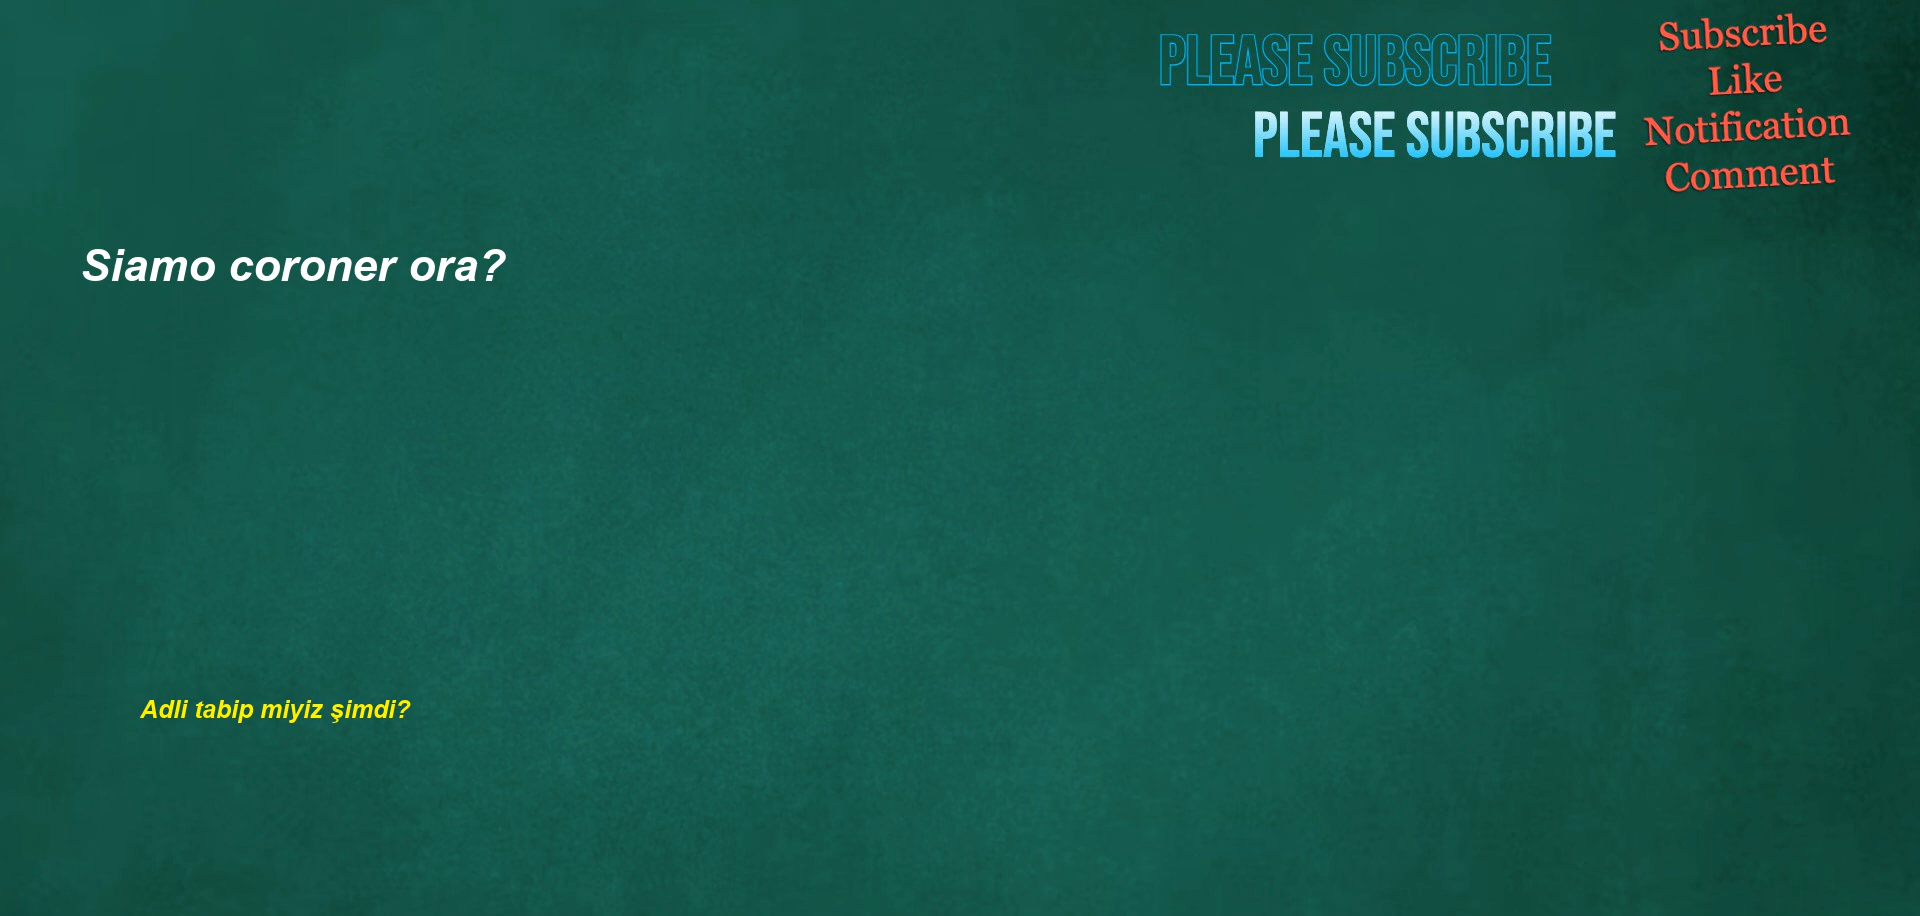 PLEASE SUBSCRIBE
PLEASE SUBSCRIBE
Subscribe
Like
Notification
Comment
Siamo coroner ora?
Adli tabip miyiz şimdi?